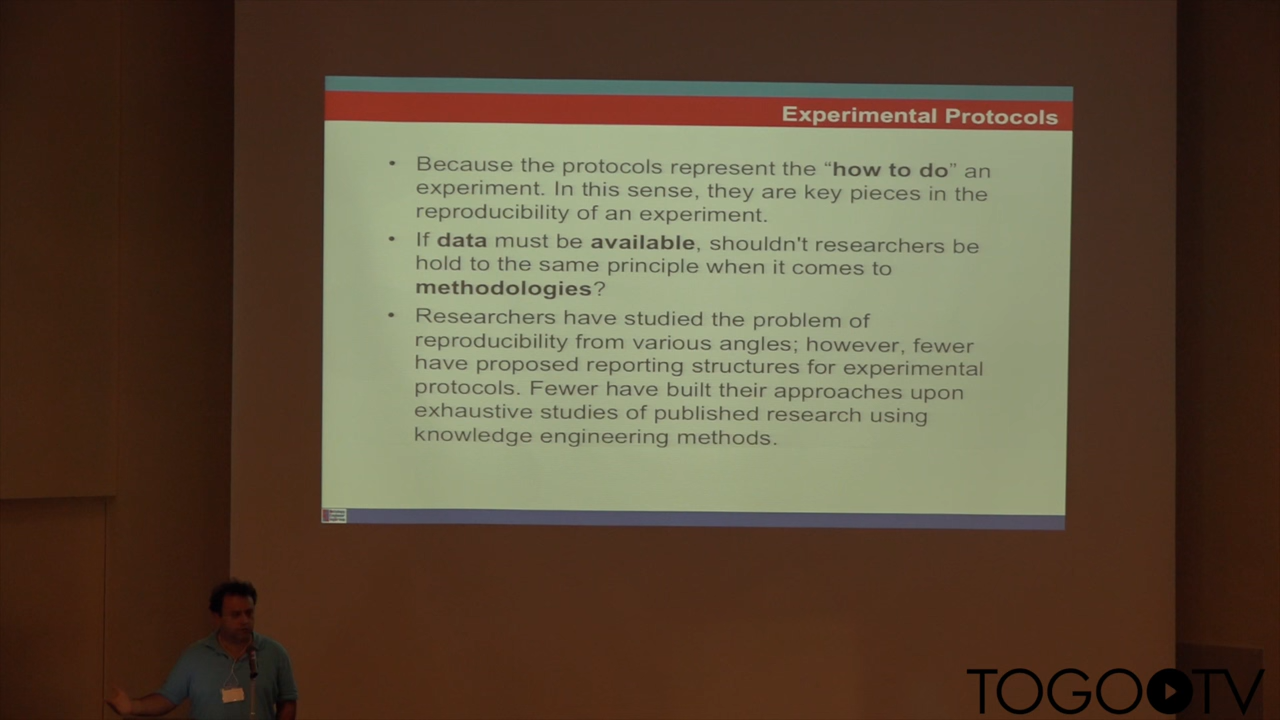 Experimental Protocols
• Because the protocols represent the “how to do” an
experiment. In this sense, they are key pieces in the
reproducibility of an experiment.
• If data must be available, shouldn't researchers be
hold to the same principle when it comes to
methodologies?
• Researchers have studied the problem of
reproducibility from various angles; however, fewer
have proposed reporting structures for experimental
protocols. Fewer have built their approaches upon
exhaustive studies of published research using
knowledge engineering methods.
TOGOTV